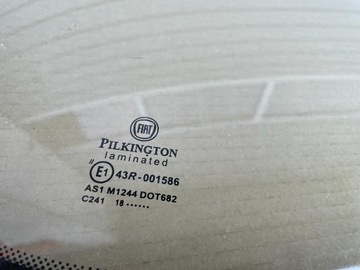 FIAT
PILKINGTON
laminated
" E1 43R-001586
AS1 M1244 DOT682
C241 18 ······